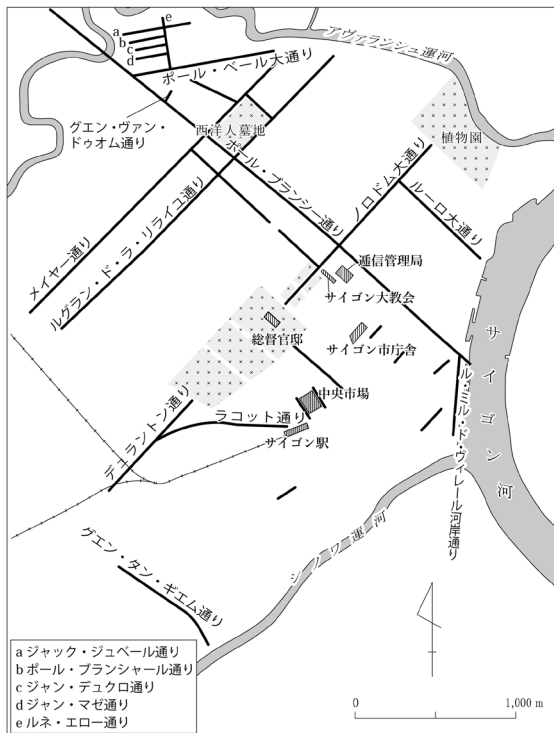 e
a
b
c
d
アヴァランシュ運河
ポール・ベール大通り
グエン・ヴァン・
ドゥオム通り
西洋人墓地
植物園
ポール・ブランシー通り
ノロドム大通り
ルーロ大通り
メイヤー通り
ルグラン・ド・ラ・リライユ通り
逓信管理局
サイゴン大教会
総督官邸
サイゴン市庁舎
サイゴン河
中央市場
ラコット通り
サイゴン駅
デュラントン通り
ル・ミル・ド・ヴィレール河岸通り
シノワ運河
グエン・タン・ギエム通り
a ジャック・ジュベール通り
b ポール・ブランシャール通り
c ジャン・デュクロ通り
d ジャン・マゼ通り
e ルネ・エロー通り
0 1,000 m